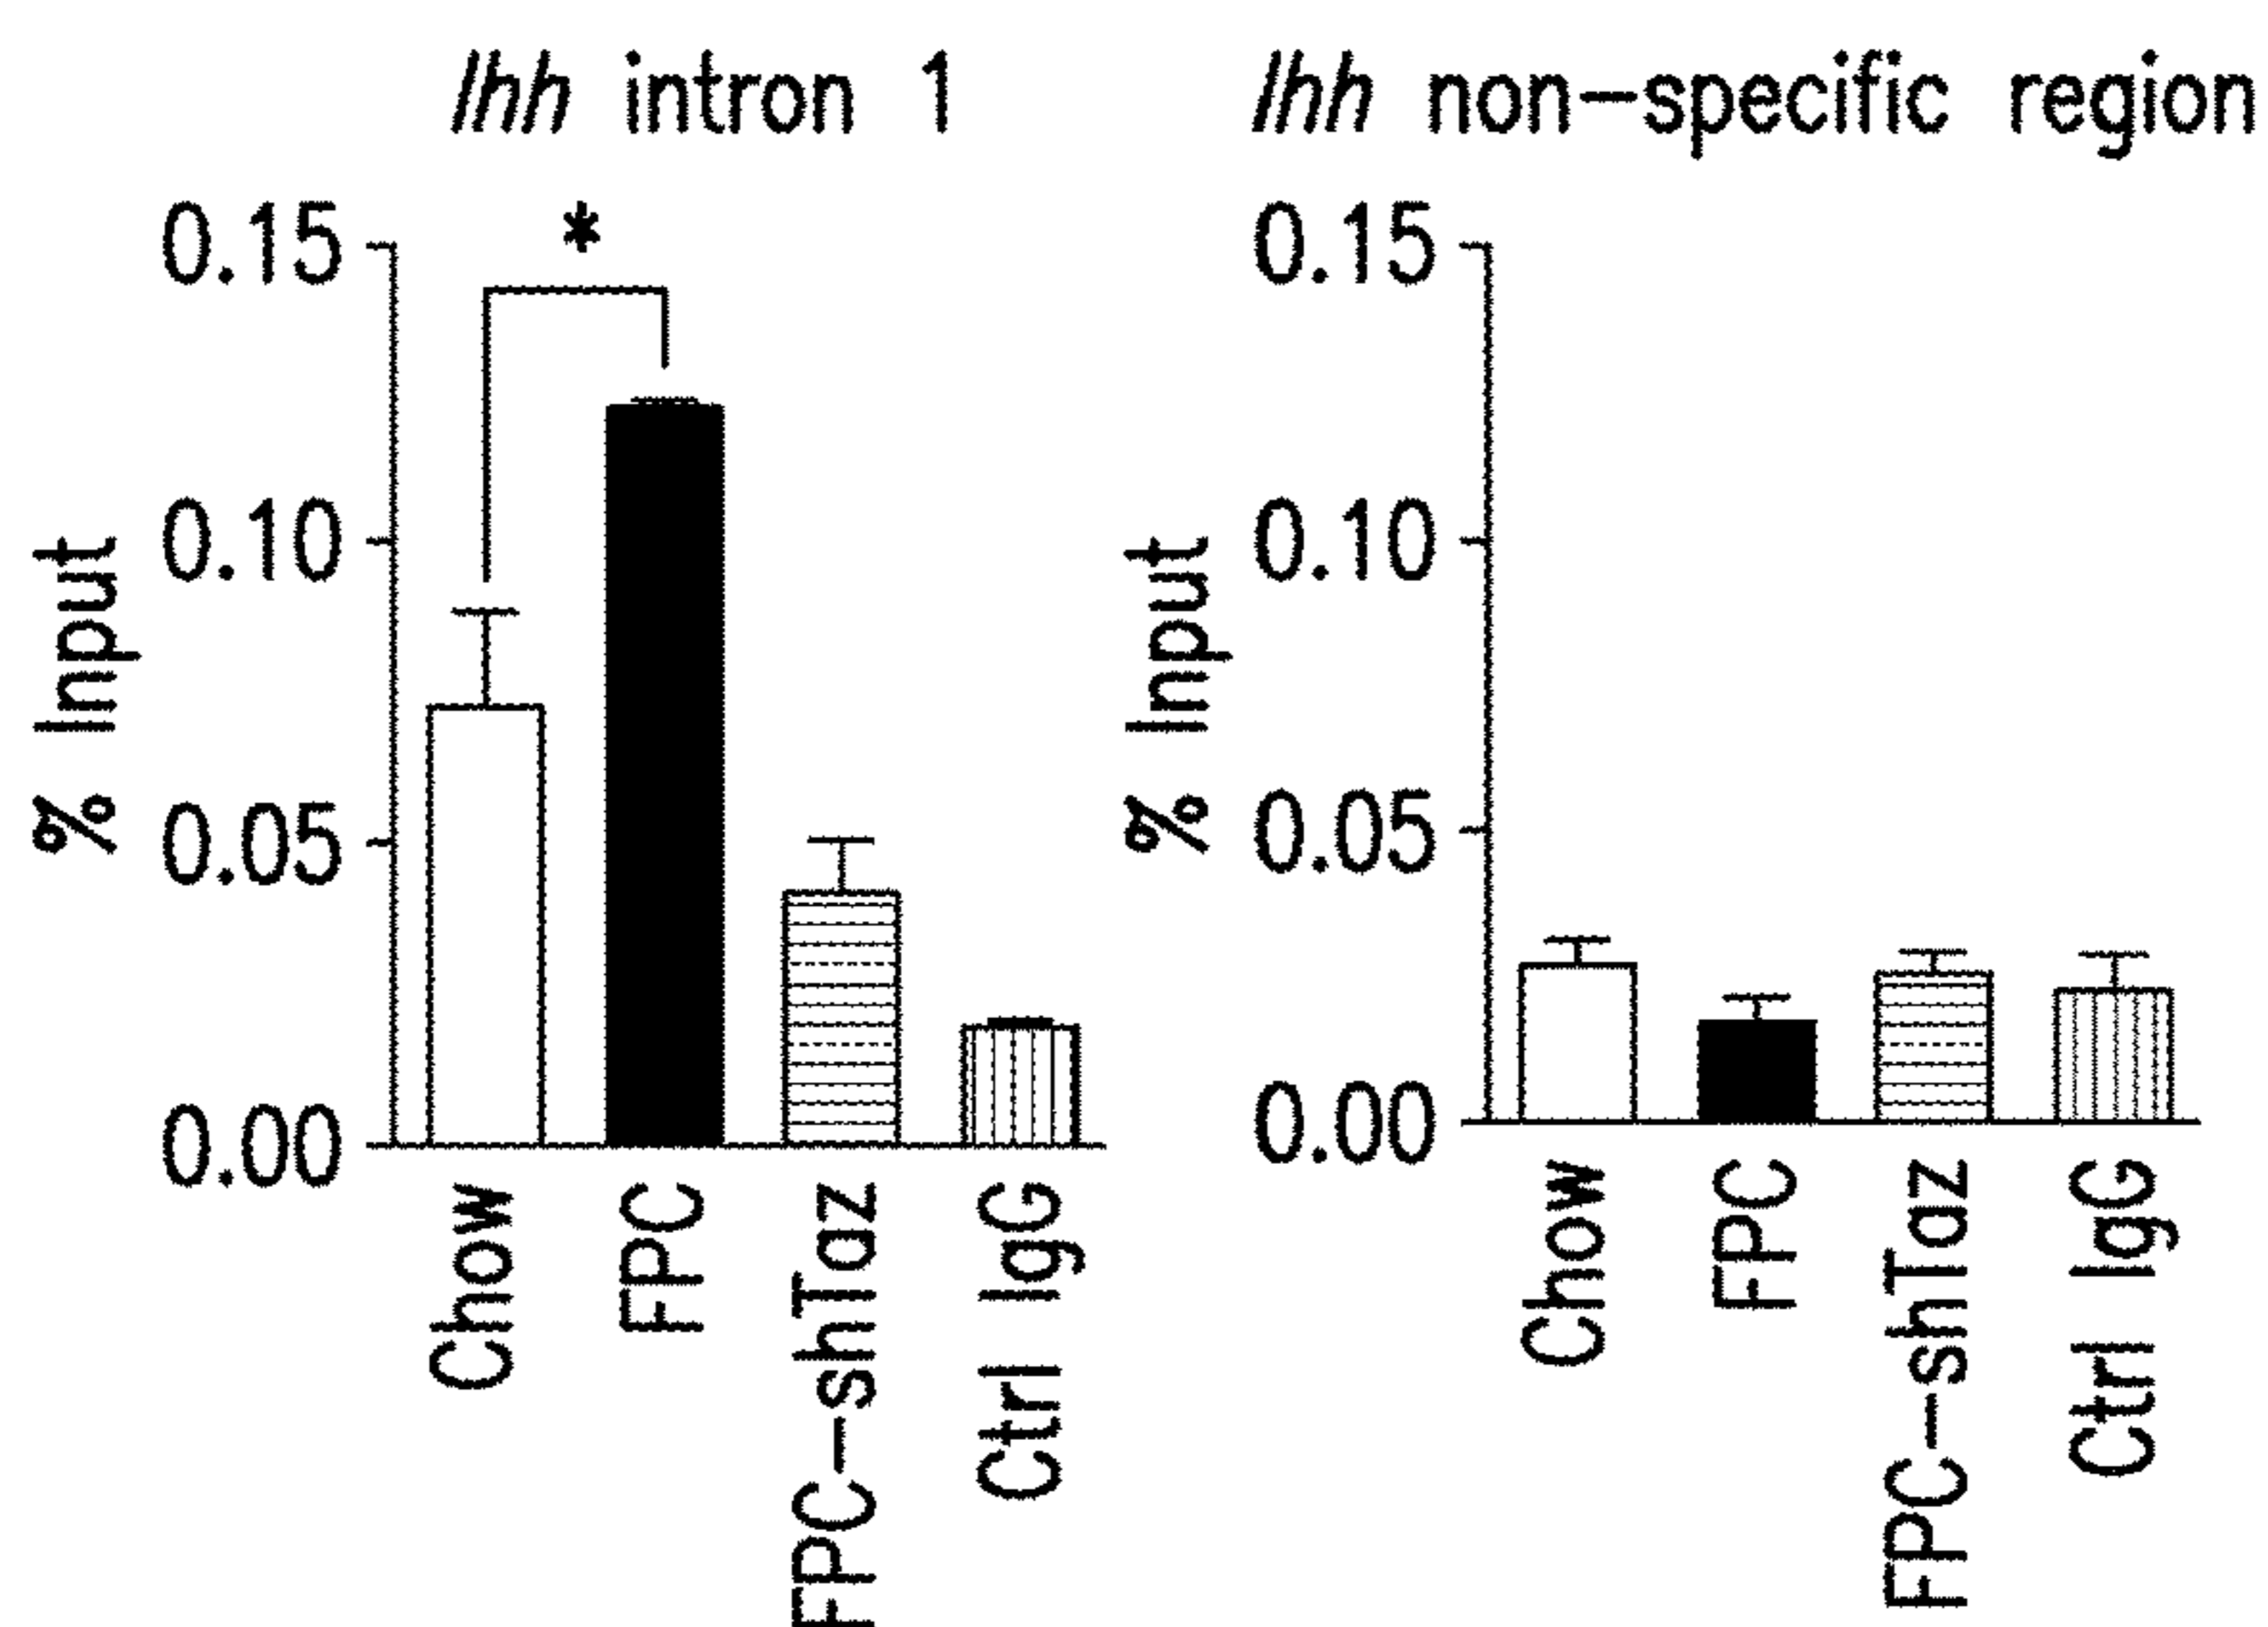 Ihh intron 1
*
0.15
0.10
0.05
0.00
% Input
Chow
FPC
FPC-shTaz
Ctrl IgG
Ihh non-specific region
0.15
0.10
0.05
0.00
% Input
Chow
FPC
FPC-shTaz
Ctrl IgG